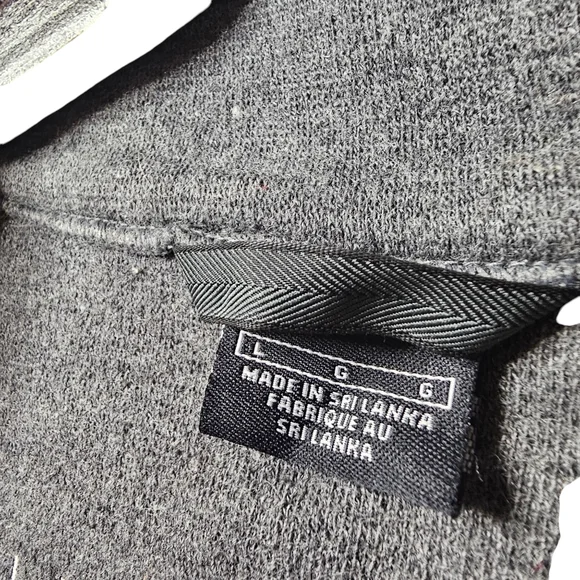 L G G
MADE IN SRI LANKA
FABRIQUE AU
SRI LANKA